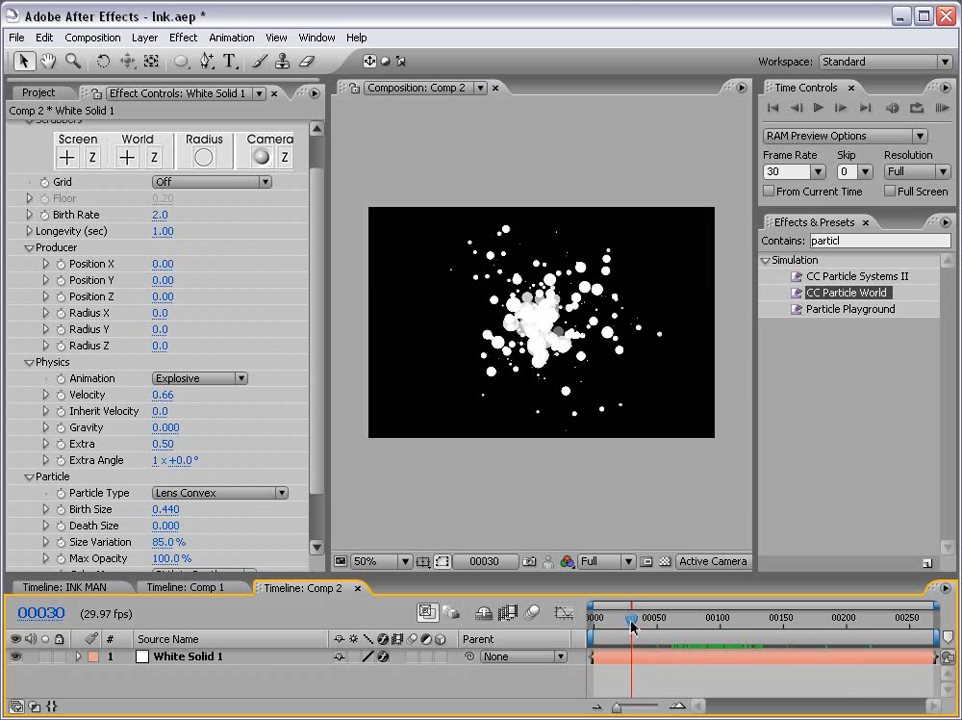 Adobe After Effects - Ink.aep *
File Edit Composition Layer Effect Animation View Window Help
Workspace: Standard
Project Effect Controls: White Solid 1
Comp 2 * White Solid 1
Scrubbers
Screen World Radius Camera
Z Z Z
Grid Off
Floor 0.20
Birth Rate 2.0
Longevity (sec) 1.00
Producer
Position X 0.00
Position Y 0.00
Position Z 0.00
Radius X 0.0
Radius Y 0.0
Radius Z 0.0
Physics
Animation Explosive
Velocity 0.66
Inherit Velocity 0.0
Gravity 0.000
Extra 0.50
Extra Angle 1 x +0.0 °
Particle
Particle Type Lens Convex
Birth Size 0.440
Death Size 0.000
Size Variation 85.0 %
Max Opacity 100.0 %
Composition: Comp 2
50% 00030 Full Active Camera
Time Controls
RAM Preview Options
Frame Rate Skip Resolution
30 0 Full
From Current Time Full Screen
Effects & Presets
Contains: particl
Simulation
CC Particle Systems II
CC Particle World
Particle Playground
Timeline: INK MAN Timeline: Comp 1 Timeline: Comp 2
00030 (29.97 fps)
0000 00050 00100 00150 00200 00250
# Source Name Parent
1 White Solid 1 None